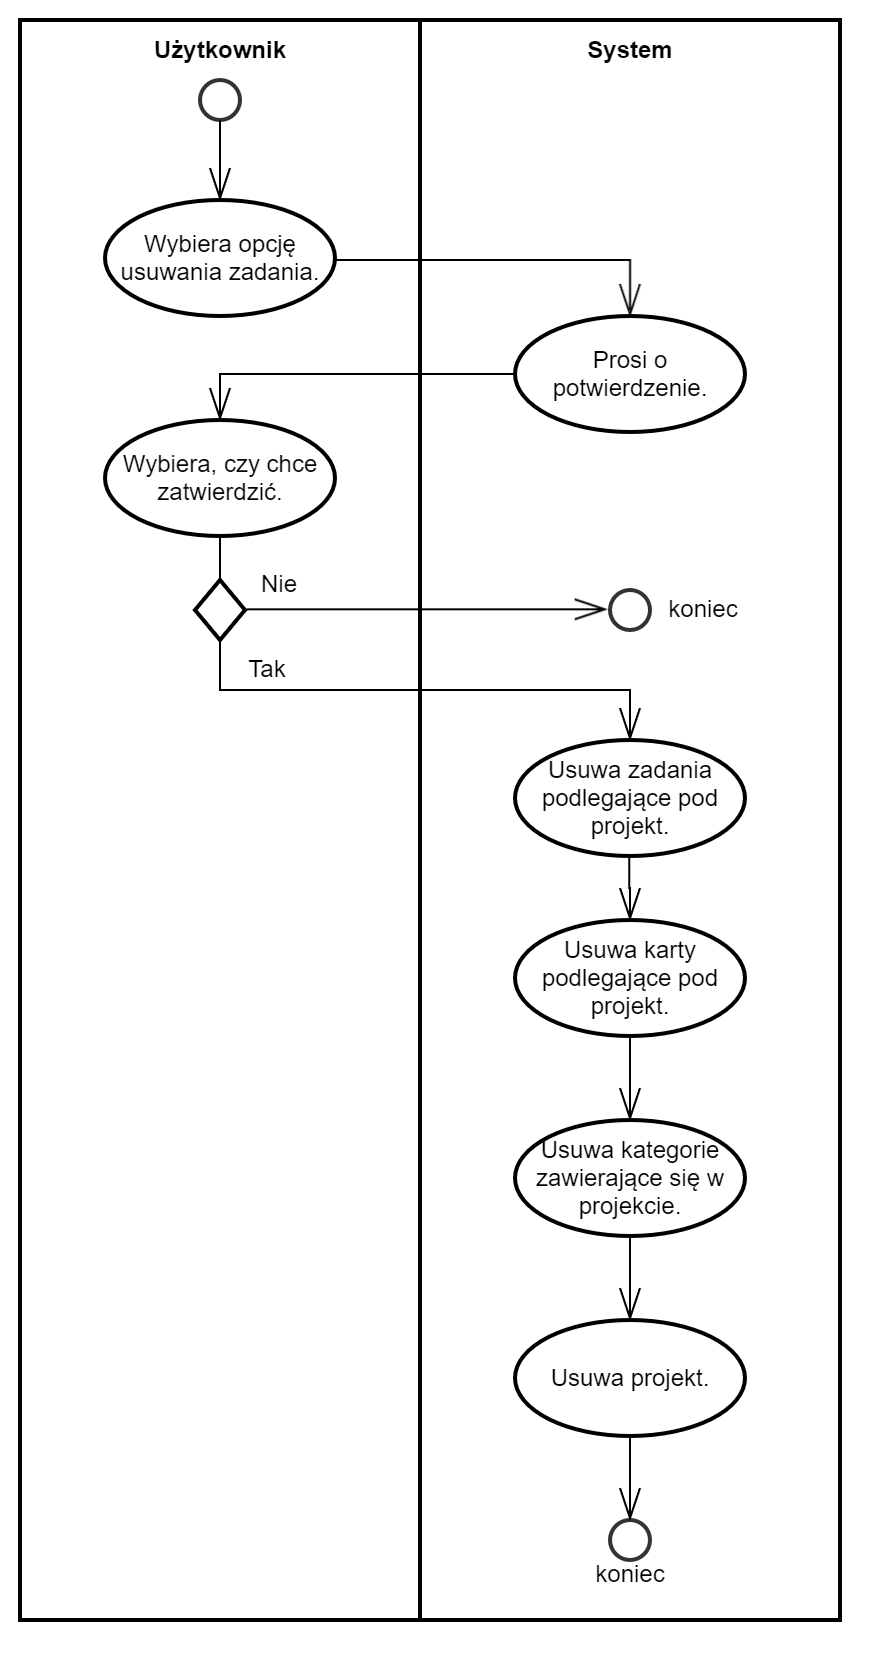 Użytkownik
System
Wybiera opcję
usuwania zadania.
Prosi o
potwierdzenie.
Wybiera, czy chce
zatwierdzić.
Nie
koniec
Tak
Usuwa zadania
podlegające pod
projekt.
Usuwa karty
podlegające pod
projekt.
Usuwa kategorie
zawierające się w
projekcie.
Usuwa projekt.
koniec